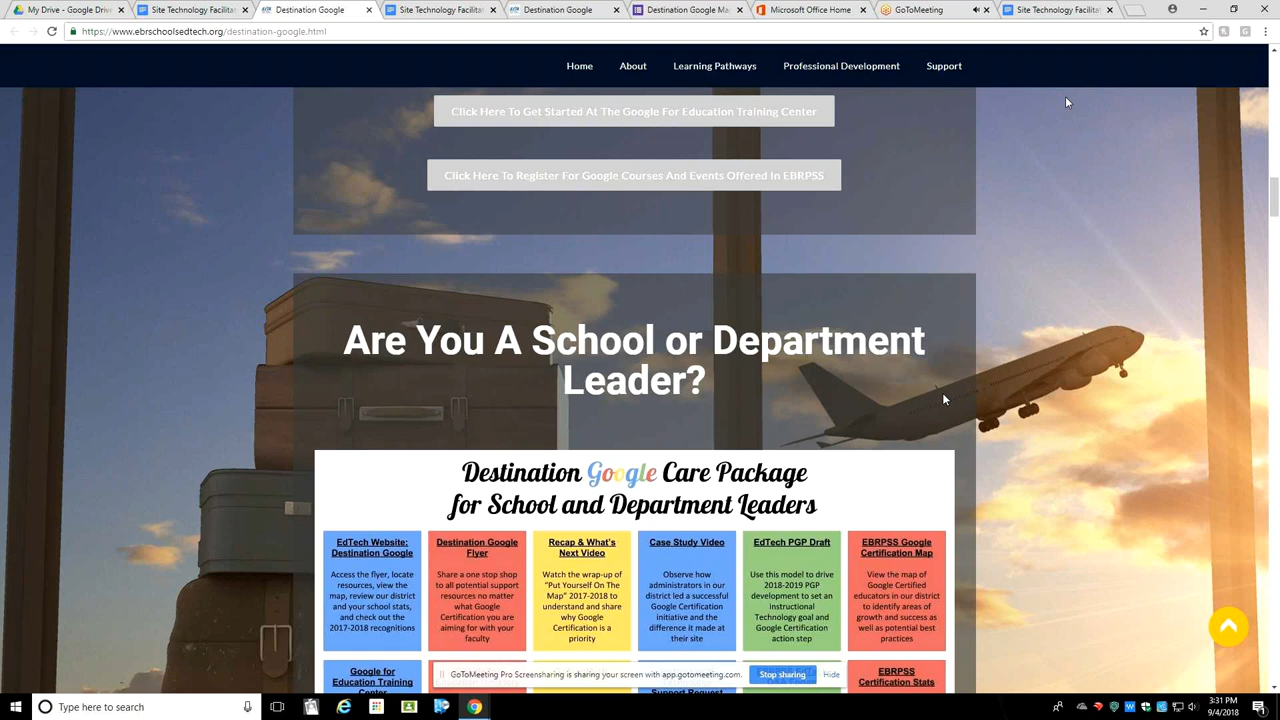 My Drive - Google Driv
Site Technology Facilitat
Destination Google
Site Technology Facilitat
Destination Google
Destination Google Ma
Microsoft Office Home
GoToMeeting
Site Technology Facilitat
https://www.ebrschoolsedtech.org/destination-google.html
Home About Learning Pathways Professional Development Support
Click Here To Get Started At The Google For Education Training Center
Click Here To Register For Google Courses And Events Offered In EBRPSS
Are You A School or Department
Leader?
Destination Google Care Package
for School and Department Leaders
EdTech Website:
Destination Google
Access the flyer, locate
resources, view the
map, review our district
and your school stats,
and check out the
2017-2018 recognitions
Destination Google
Flyer
Share a one stop shop
to all potential support
resources no matter
what Google
Certification you are
aiming for with your
faculty
Recap & What's
Next Video
Watch the wrap-up of
"Put Yourself On The
Map" 2017-2018 to
understand and share
why Google
Certification is a
priority
Case Study Video
Observe how
administrators in our
district led a successful
Google Certification
initiative and the
difference it made at
their site
EdTech PGP Draft
Use this model to drive
2018-2019 PGP
development to set an
instructional
Technology goal and
Google Certification
action step
EBRPSS Google
Certification Map
View the map of
Google Certified
educators in our district
to identify areas of
growth and success as
well as potential best
practices
Google for
Education Training
Center
Support Request
EBRPSS
Certification Stats
GoToMeeting Pro Screensharing is sharing your screen with app.gotomeeting.com.
Stop sharing
Hide
Type here to search
3:31 PM
9/4/2018